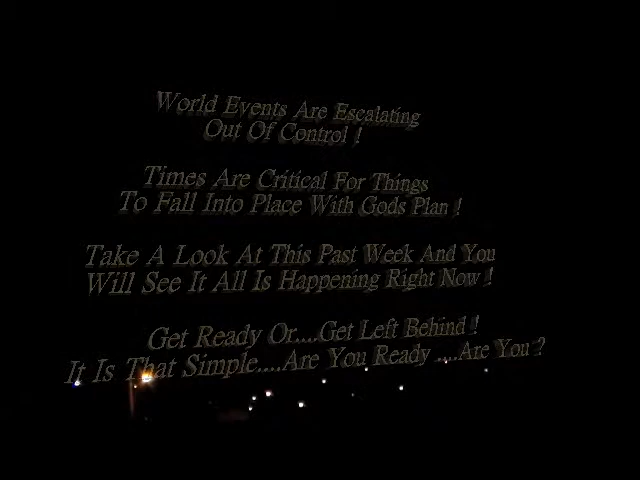 World Events Are Escalating
Out Of Control !
Times Are Critical For Things
To Fall Into Place With Gods Plan !
Take A Look At This Past Week And You
Will See It All Is Happening Right Now !
Get Ready Or....Get Left Behind !
It Is That Simple....Are You Ready ....Are You ?